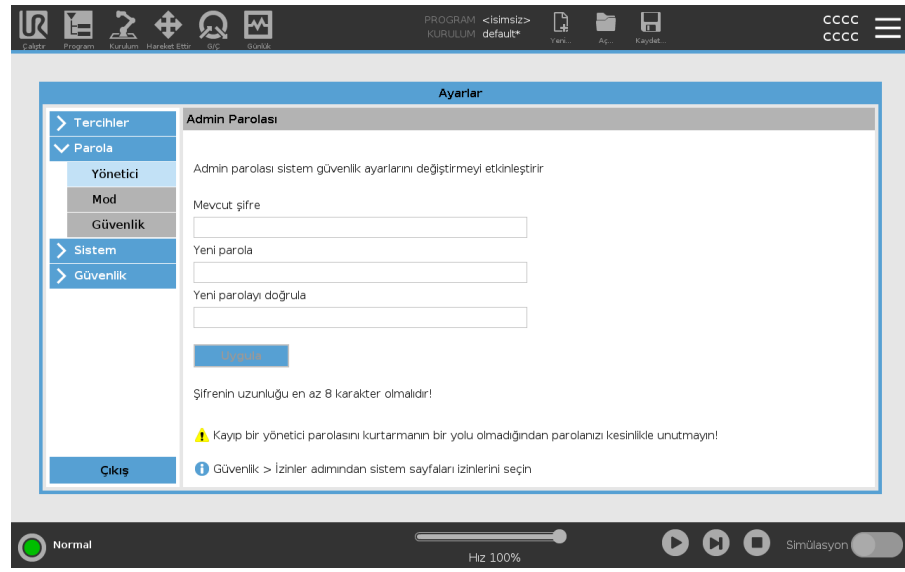 PROGRAM <isimsiz>
KURULUM default*
cccc
cccc
Çalıştır
Program
Kurulum
Hareket Ettir
G/Ç
Günlük
Yeni...
Aç...
Kaydet...
Ayarlar
Tercihler
Parola
Yönetici
Mod
Güvenlik
Sistem
Güvenlik
Çıkış
Admin Parolası
Admin parolası sistem güvenlik ayarlarını değiştirmeyi etkinleştirir
Mevcut şifre
Yeni parola
Yeni parolayı doğrula
Uygula
Şifrenin uzunluğu en az 8 karakter olmalıdır!
Kayıp bir yönetici parolasını kurtarmanın bir yolu olmadığından parolanızı kesinlikle unutmayın!
Güvenlik > İzinler adımından sistem sayfaları izinlerini seçin
Normal
Hız 100%
Simülasyon